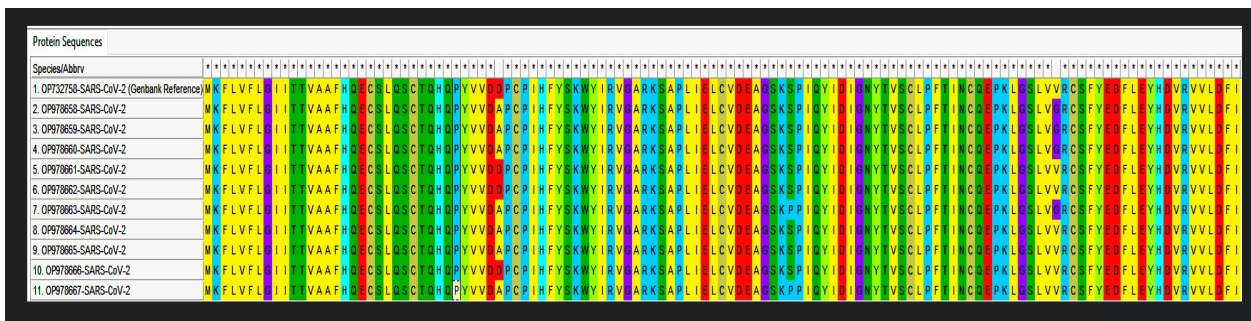 Protein Sequences
Species/Abbrv
1. OP732758-SARS-CoV-2 (Genbank Reference) MKFLVFLGIITTVAAFHQECSLQSCTQHQPYVVDDPCPIHFYSKWYIRVGARKSAPLIELCVDEAGSKSPIQYIDIGNYTVSCLPFTINCQEPKLGSLVVRCSFYEDFLEYHDVRVVLDFI
2. OP978658-SARS-CoV-2 MKFLVFLGIITTVAAFHQECSLQSCTQHQPYVVDAPCPIHFYSKWYIRVGARKSAPLIELCVDEAGSKSPIQYIDIGNYTVSCLPFTINCQEPKLGSLVGRCSFYEDFLEYHDVRVVLDFI
3. OP978659-SARS-CoV-2 MKFLVFLGIITTVAAFHQECSLQSCTQHQPYVVDAPCPIHFYSKWYIRVGARKSAPLIELCVDEAGSKSPIQYIDIGNYTVSCLPFTINCQEPKLGSLVGRCSFYEDFLEYHDVRVVLDFI
4. OP978660-SARS-CoV-2 MKFLVFLGIITTVAAFHQECSLQSCTQHQPYVVDAPCPIHFYSKWYIRVGARKSAPLIELCVDEAGSKSPIQYIDIGNYTVSCLPFTINCQEPKLGSLVGRCSFYEDFLEYHDVRVVLDFI
5. OP978661-SARS-CoV-2 MKFLVFLGIITTVAAFHQECSLQSCTQHQPYVVDDPCPIHFYSKWYIRVGARKSAPLIELCVDEAGSKSPIQYIDIGNYTVSCLPFTINCQEPKLGSLVVRCSFYEDFLEYHDVRVVLDFI
6. OP978662-SARS-CoV-2 MKFLVFLGIITTVAAFHQECSLQSCTQHQPYVVDDPCPIHFYSKWYIRVGARKSAPLIELCVDEAGSKSPIQYIDIGNYTVSCLPFTINCQEPKLGSLVVRCSFYEDFLEYHDVRVVLDFI
7. OP978663-SARS-CoV-2 MKFLVFLGIITTVAAFHQECSLQSCTQHQPYVVDAPCPIHFYSKWYIRVGARKSAPLIELCVDEAGSKPPIQYIDIGNYTVSCLPFTINCQEPKLGSLVGRCSFYEDFLEYHDVRVVLDFI
8. OP978664-SARS-CoV-2 MKFLVFLGIITTVAAFHQECSLQSCTQHQPYVVDAPCPIHFYSKWYIRVGARKSAPLIELCVDEAGSKSPIQYIDIGNYTVSCLPFTINCQEPKLGSLVVRCSFYEDFLEYHDVRVVLDFI
9. OP978665-SARS-CoV-2 MKFLVFLGIITTVAAFHQECSLQSCTQHQPYVVDAPCPIHFYSKWYIRVGARKSAPLIELCVDEAGSKPPIQYIDIGNYTVSCLPFTINCQEPKLGSLVVRCSFYEDFLEYHDVRVVLDFI
10. OP978666-SARS-CoV-2 MKFLVFLGIITTVAAFHQECSLQSCTQHQPYVVDDPCPIHFYSKWYIRVGARKSAPLIELCVDEAGSKSPIQYIDIGNYTVSCLPFTINCQEPKLGSLVVRCSFYEDFLEYHDVRVVLDFI
11. OP978667-SARS-CoV-2 MKFLVFLGIITTVAAFHQECSLQSCTQHQPYVVDAPCPIHFYSKWYIRVGARKSAPLIELCVDEAGSKPPIQYIDIGNYTVSCLPFTINCQEPKLGSLVVRCSFYEDFLEYHDVRVVLDFI